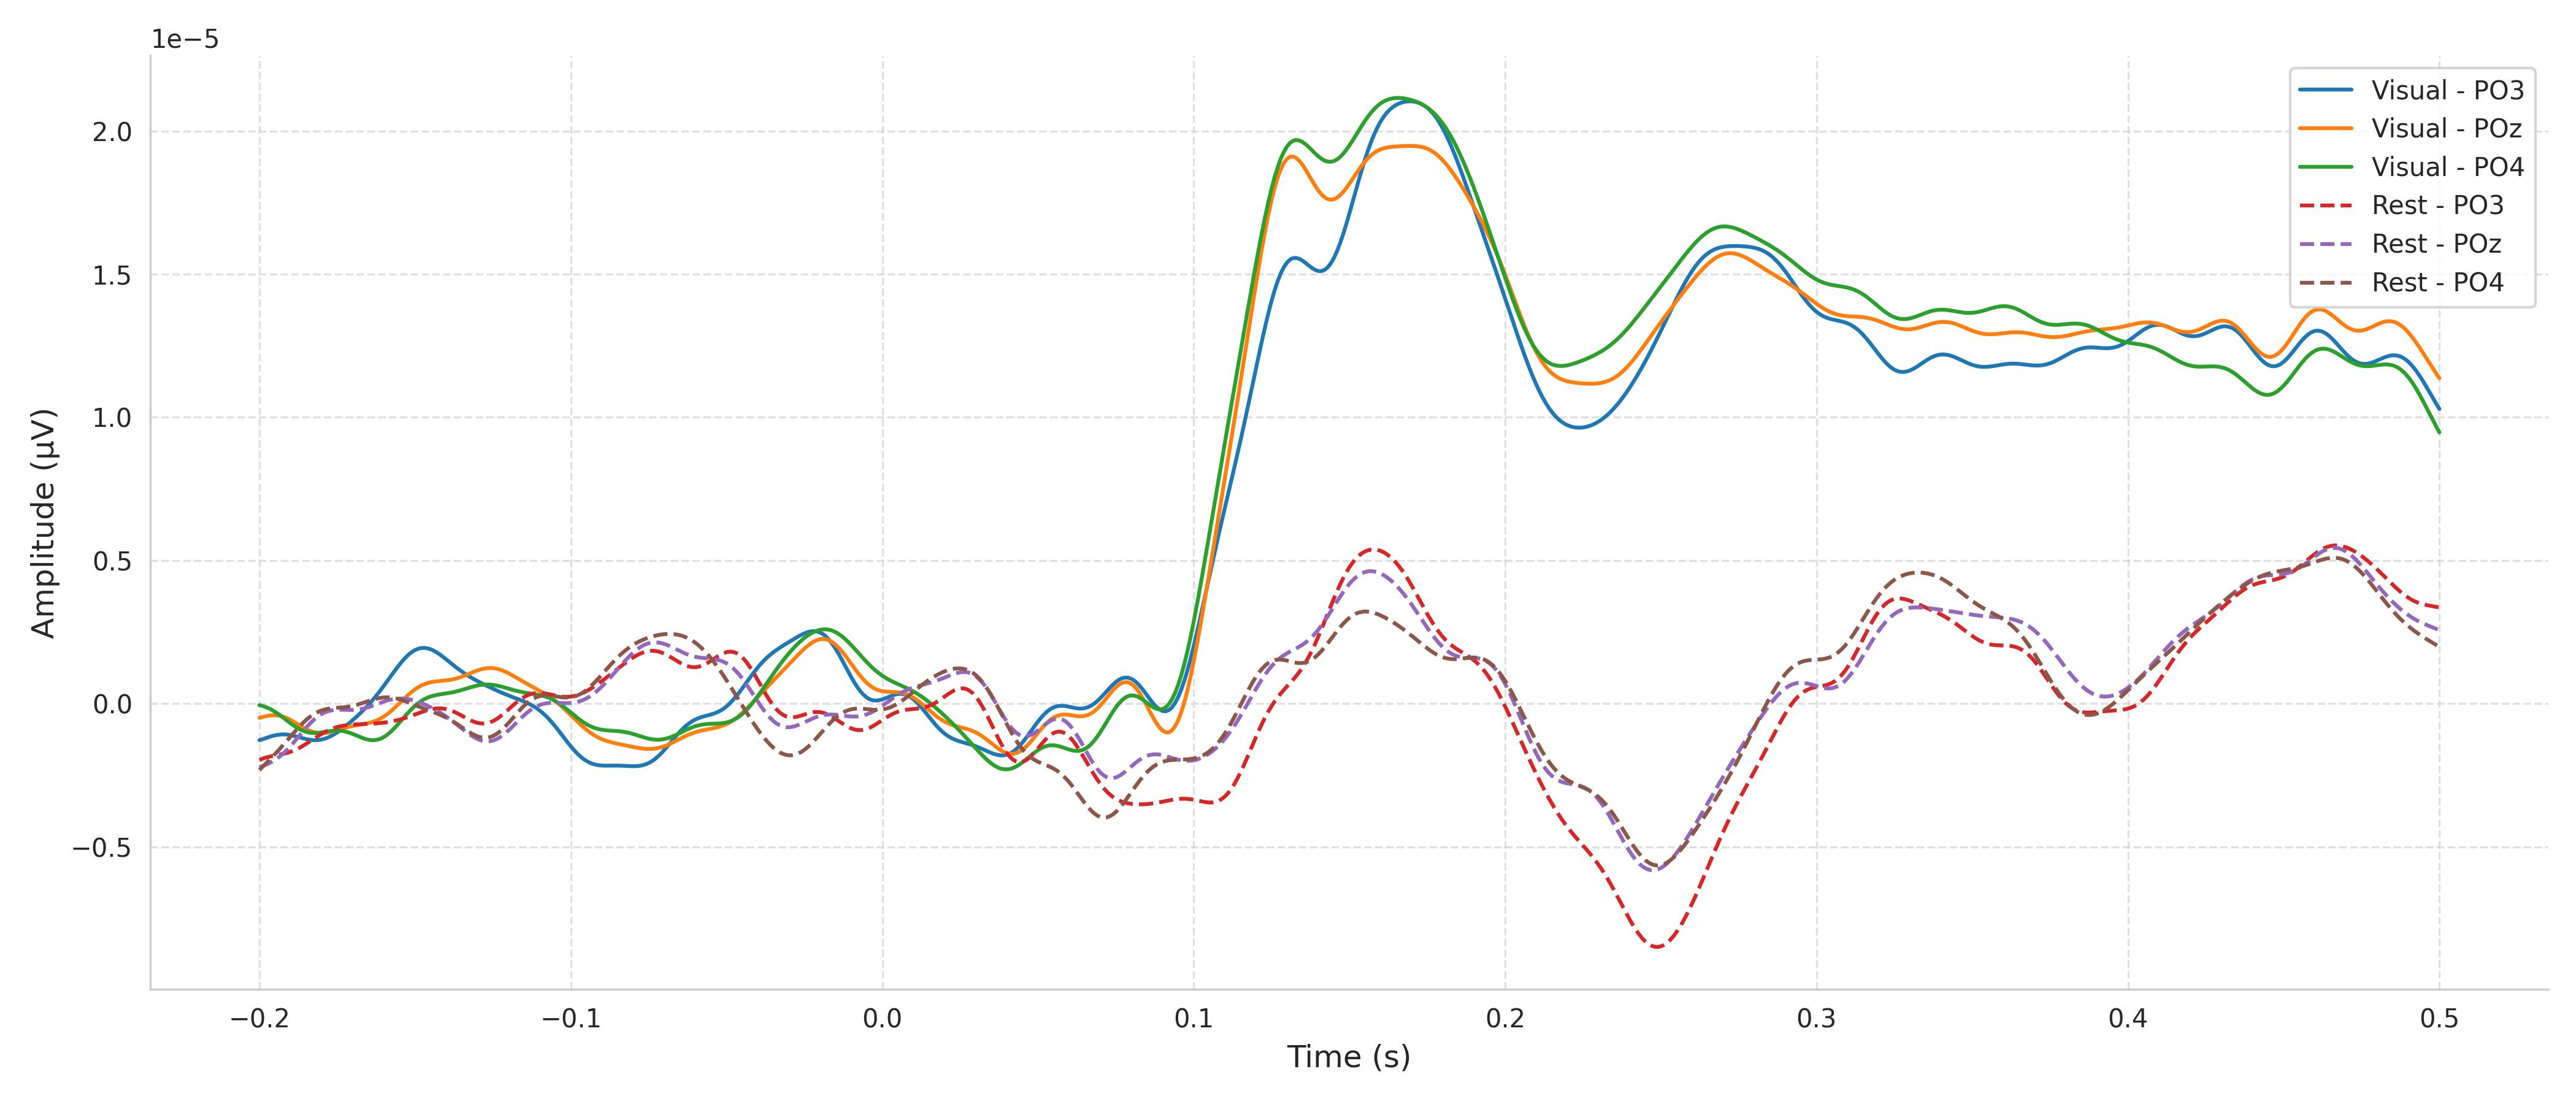 1e−5
2.0
1.5
1.0
0.5
0.0
−0.5
Amplitude (µV)
−0.2
−0.1
0.0
0.1
0.2
0.3
0.4
0.5
Time (s)
Visual - PO3
Visual - POz
Visual - PO4
Rest - PO3
Rest - POz
Rest - PO4